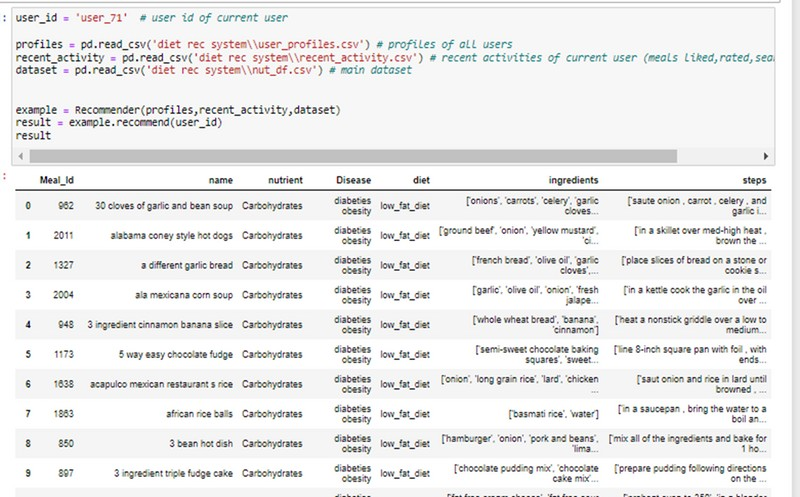 : user_id = 'user_71'  # user id of current user
profiles = pd.read_csv('diet rec system\\user_profiles.csv') # profiles of all users
recent_activity = pd.read_csv('diet rec system\\recent_activity.csv') # recent activities of current user (meals liked,rated,sea
dataset = pd.read_csv('diet rec system\\nut_df.csv') # main dataset
example = Recommender(profiles,recent_activity,dataset)
result = example.recommend(user_id)
result
:
Meal_Id name nutrient Disease diet ingredients steps
0 962 30 cloves of garlic and bean soup Carbohydrates diabeties obesity low_fat_diet ['onions', 'carrots', 'celery', 'garlic cloves... ['saute onion , carrot , celery , and garlic i...
1 2011 alabama coney style hot dogs Carbohydrates diabeties obesity low_fat_diet ['ground beef', 'onion', 'yellow mustard', 'ci... ['in a skillet over med-high heat , brown the ...
2 1327 a different garlic bread Carbohydrates diabeties obesity low_fat_diet ['french bread', 'olive oil', 'garlic cloves',... ['place slices of bread on a stone or cookie s...
3 2004 ala mexicana corn soup Carbohydrates diabeties obesity low_fat_diet ['garlic', 'olive oil', 'onion', 'fresh jalape... ['in a kettle cook the garlic in the oil over ...
4 948 3 ingredient cinnamon banana slice Carbohydrates diabeties obesity low_fat_diet ['whole wheat bread', 'banana', 'cinnamon'] ['heat a nonstick griddle over a low to medium...
5 1173 5 way easy chocolate fudge Carbohydrates diabeties obesity low_fat_diet ['semi-sweet chocolate baking squares', 'sweet... ['line 8-inch square pan with foil , with ends...
6 1638 acapulco mexican restaurant s rice Carbohydrates diabeties obesity low_fat_diet ['onion', 'long grain rice', 'lard', 'chicken ... ['saut onion and rice in lard until browned , ...
7 1863 african rice balls Carbohydrates diabeties obesity low_fat_diet ['basmati rice', 'water'] ['in a saucepan , bring the water to a boil an...
8 850 3 bean hot dish Carbohydrates diabeties obesity low_fat_diet ['hamburger', 'onion', 'pork and beans', 'lima... ['mix all of the ingredients and bake for 1 ho...
9 897 3 ingredient triple fudge cake Carbohydrates diabeties obesity low_fat_diet ['chocolate pudding mix', 'chocolate cake mix'... ['prepare pudding following directions on the ...